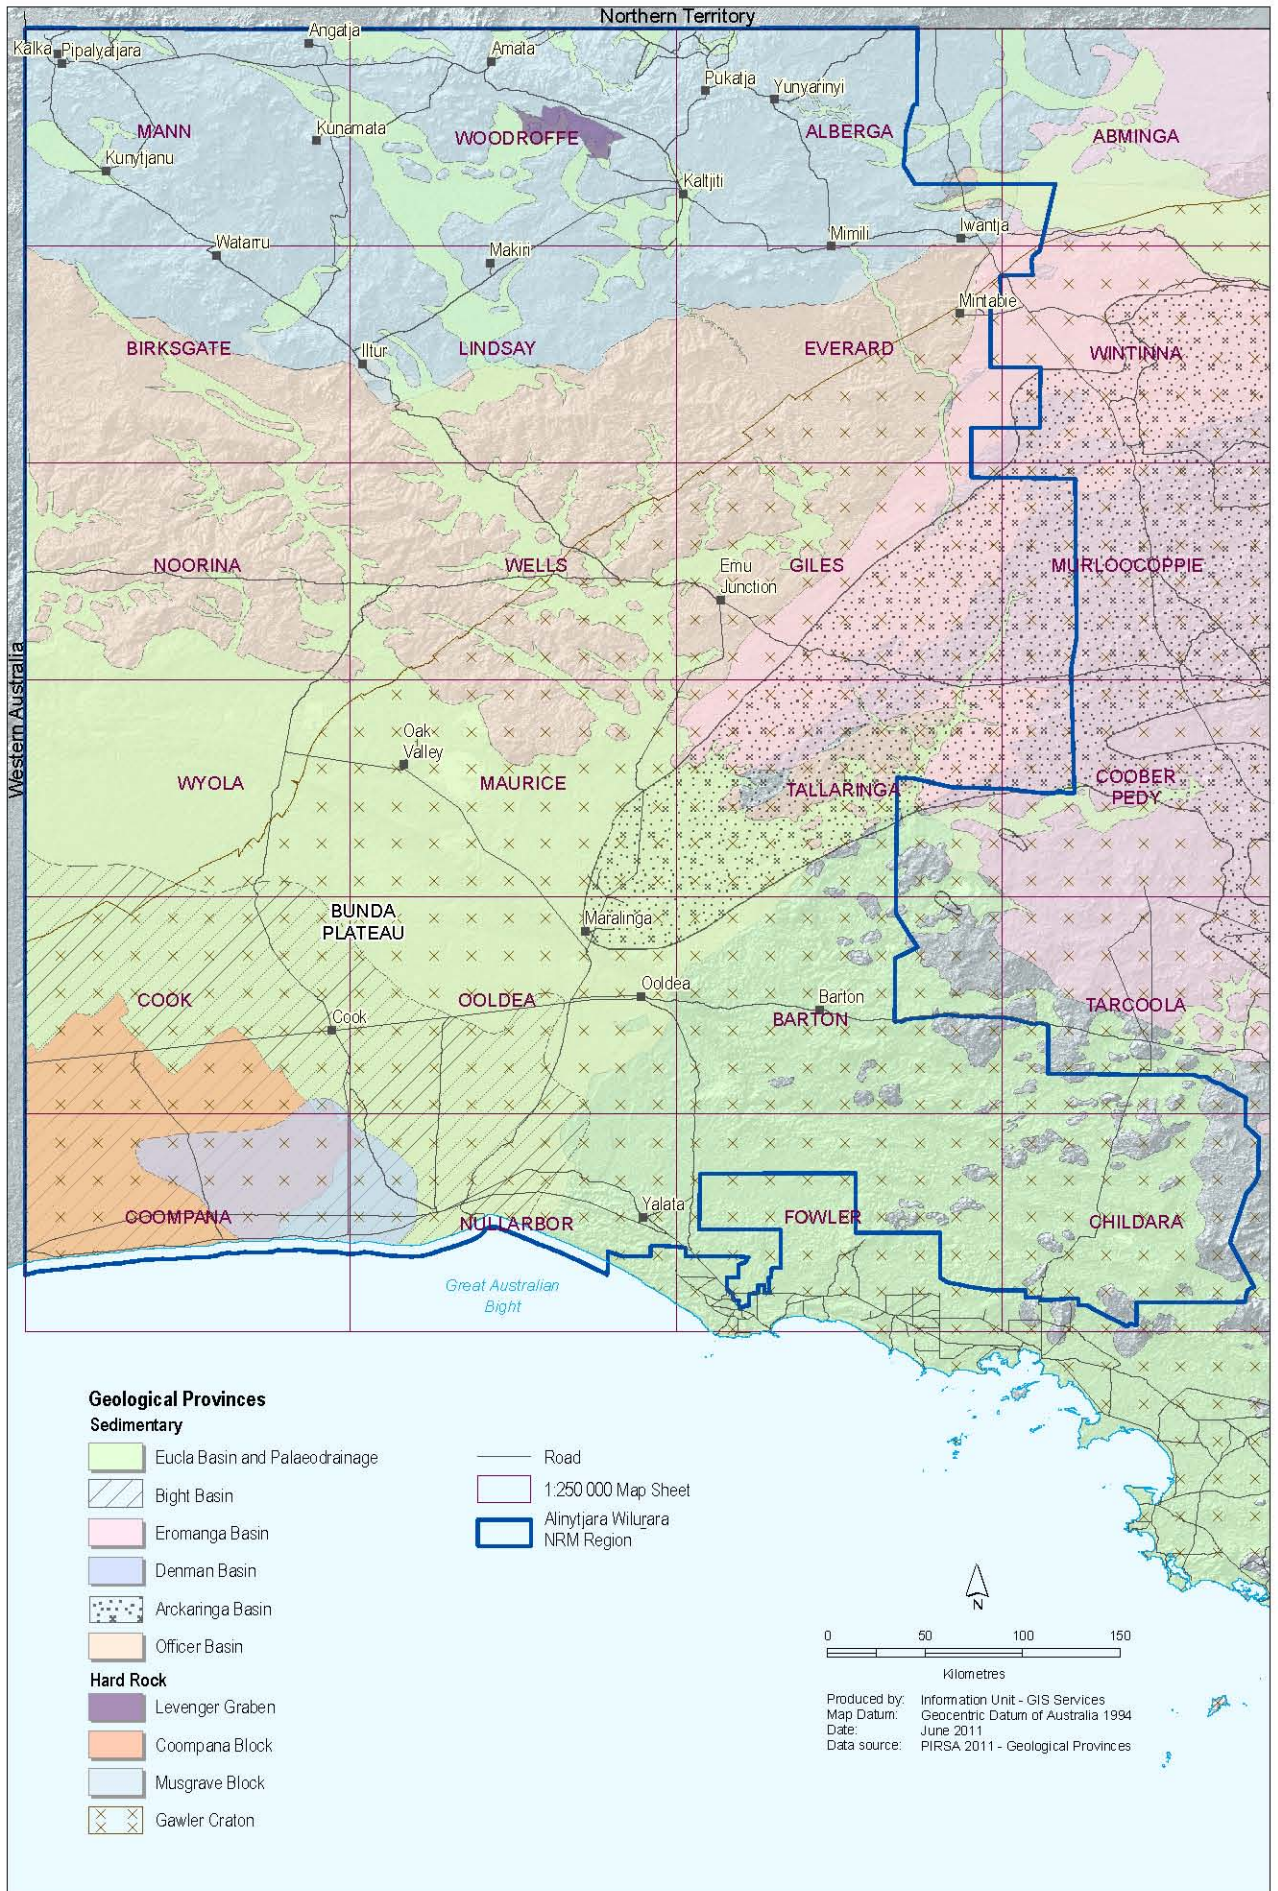 Northern Territory
Angatja
Kalka
Pipalyatjara
Amata
Pukatja
Yunyarinyi
MANN
Kunamata
WOODROFFE
ALBERGA
ABMINGA
Kunytjanu
Kaltjiti
Watarru
Makiri
Mimili
Iwantja
Mintabie
BIRKSGATE
Iltur
LINDSAY
EVERARD
WINTINNA
NOORINA
WELLS
Emu
Junction
GILES
MURLOOCOPPIE
Western Australia
Oak
Valley
WYOLA
MAURICE
TALLARINGA
COOBER
PEDY
BUNDA
PLATEAU
Maralinga
COOK
Cook
OOLDEA
Ooldea
Barton
BARTON
TARCOOLA
COOMPANA
NULLARBOR
Yalata
FOWLER
CHILDARA
Great Australian
Bight
Geological Provinces
Sedimentary
Eucla Basin and Palaeodrainage
Bight Basin
Eromanga Basin
Denman Basin
Arckaringa Basin
Officer Basin
Hard Rock
Levenger Graben
Coompana Block
Musgrave Block
Gawler Craton
Road
1:250 000 Map Sheet
Alinytjara Wilurara
NRM Region
N
0 50 100 150
Kilometres
Produced by: Information Unit - GIS Services
Map Datum: Geocentric Datum of Australia 1994
Date: June 2011
Data source: PIRSA 2011 - Geological Provinces